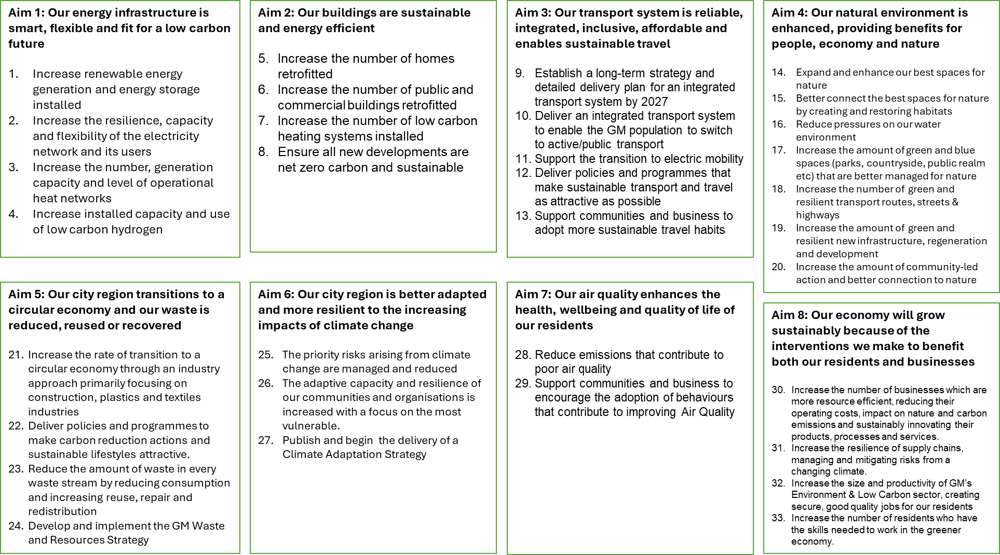 Aim 1: Our energy infrastructure is
smart, flexible and fit for a low carbon
future
1. Increase renewable energy
generation and energy storage
installed
2. Increase the resilience, capacity
and flexibility of the electricity
network and its users
3. Increase the number, generation
capacity and level of operational
heat networks
4. Increase installed capacity and use
of low carbon hydrogen
Aim 2: Our buildings are sustainable
and energy efficient
5. Increase the number of homes
retrofitted
6. Increase the number of public and
commercial buildings retrofitted
7. Increase the number of low carbon
heating systems installed
8. Ensure all new developments are
net zero carbon and sustainable
Aim 3: Our transport system is reliable,
integrated, inclusive, affordable and
enables sustainable travel
9. Establish a long-term strategy and
detailed delivery plan for an integrated
transport system by 2027
10. Deliver an integrated transport system
to enable the GM population to switch
to active/public transport
11. Support the transition to electric mobility
12. Deliver policies and programmes that
make sustainable transport and travel
as attractive as possible
13. Support communities and business to
adopt more sustainable travel habits
Aim 4: Our natural environment is
enhanced, providing benefits for
people, economy and nature
14. Expand and enhance our best spaces for
nature
15. Better connect the best spaces for nature
by creating and restoring habitats
16. Reduce pressures on our water
environment
17. Increase the amount of green and blue
spaces (parks, countryside, public realm
etc) that are better managed for nature
18. Increase the number of green and
resilient transport routes, streets &
highways
19. Increase the amount of green and
resilient new infrastructure, regeneration
and development
20. Increase the amount of community-led
action and better connection to nature
Aim 5: Our city region transitions to a
circular economy and our waste is
reduced, reused or recovered
21. Increase the rate of transition to a
circular economy through an industry
approach primarily focusing on
construction, plastics and textiles
industries
22. Deliver policies and programmes to
make carbon reduction actions and
sustainable lifestyles attractive.
23. Reduce the amount of waste in every
waste stream by reducing consumption
and increasing reuse, repair and
redistribution
24. Develop and implement the GM Waste
and Resources Strategy
Aim 6: Our city region is better adapted
and more resilient to the increasing
impacts of climate change
25. The priority risks arising from climate
change are managed and reduced
26. The adaptive capacity and resilience of
our communities and organisations is
increased with a focus on the most
vulnerable.
27. Publish and begin the delivery of a
Climate Adaptation Strategy
Aim 7: Our air quality enhances the
health, wellbeing and quality of life of
our residents
28. Reduce emissions that contribute to
poor air quality
29. Support communities and business to
encourage the adoption of behaviours
that contribute to improving Air Quality
Aim 8: Our economy will grow
sustainably because of the
interventions we make to benefit
both our residents and businesses
30. Increase the number of businesses which are
more resource efficient, reducing their
operating costs, impact on nature and carbon
emissions and sustainably innovating their
products, processes and services.
31. Increase the resilience of supply chains,
managing and mitigating risks from a
changing climate.
32. Increase the size and productivity of GM's
Environment & Low Carbon sector, creating
secure, good quality jobs for our residents
33. Increase the number of residents who have
the skills needed to work in the greener
economy.